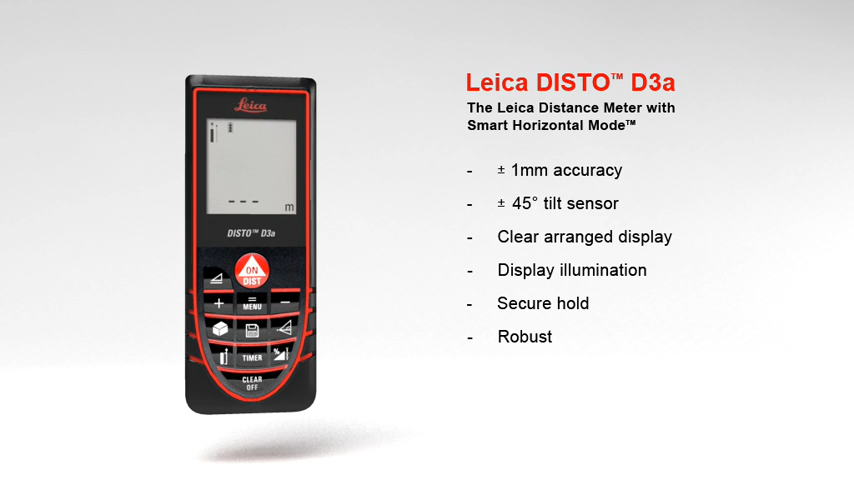 Leica DISTO™ D3a
The Leica Distance Meter with
Smart Horizontal Mode™
- ± 1mm accuracy
- ± 45° tilt sensor
- Clear arranged display
- Display illumination
- Secure hold
- Robust
Leica
- - -
m
DISTO™ D3a
ON
DIST
+ = −
MENU
TIMER
%
CLEAR
OFF